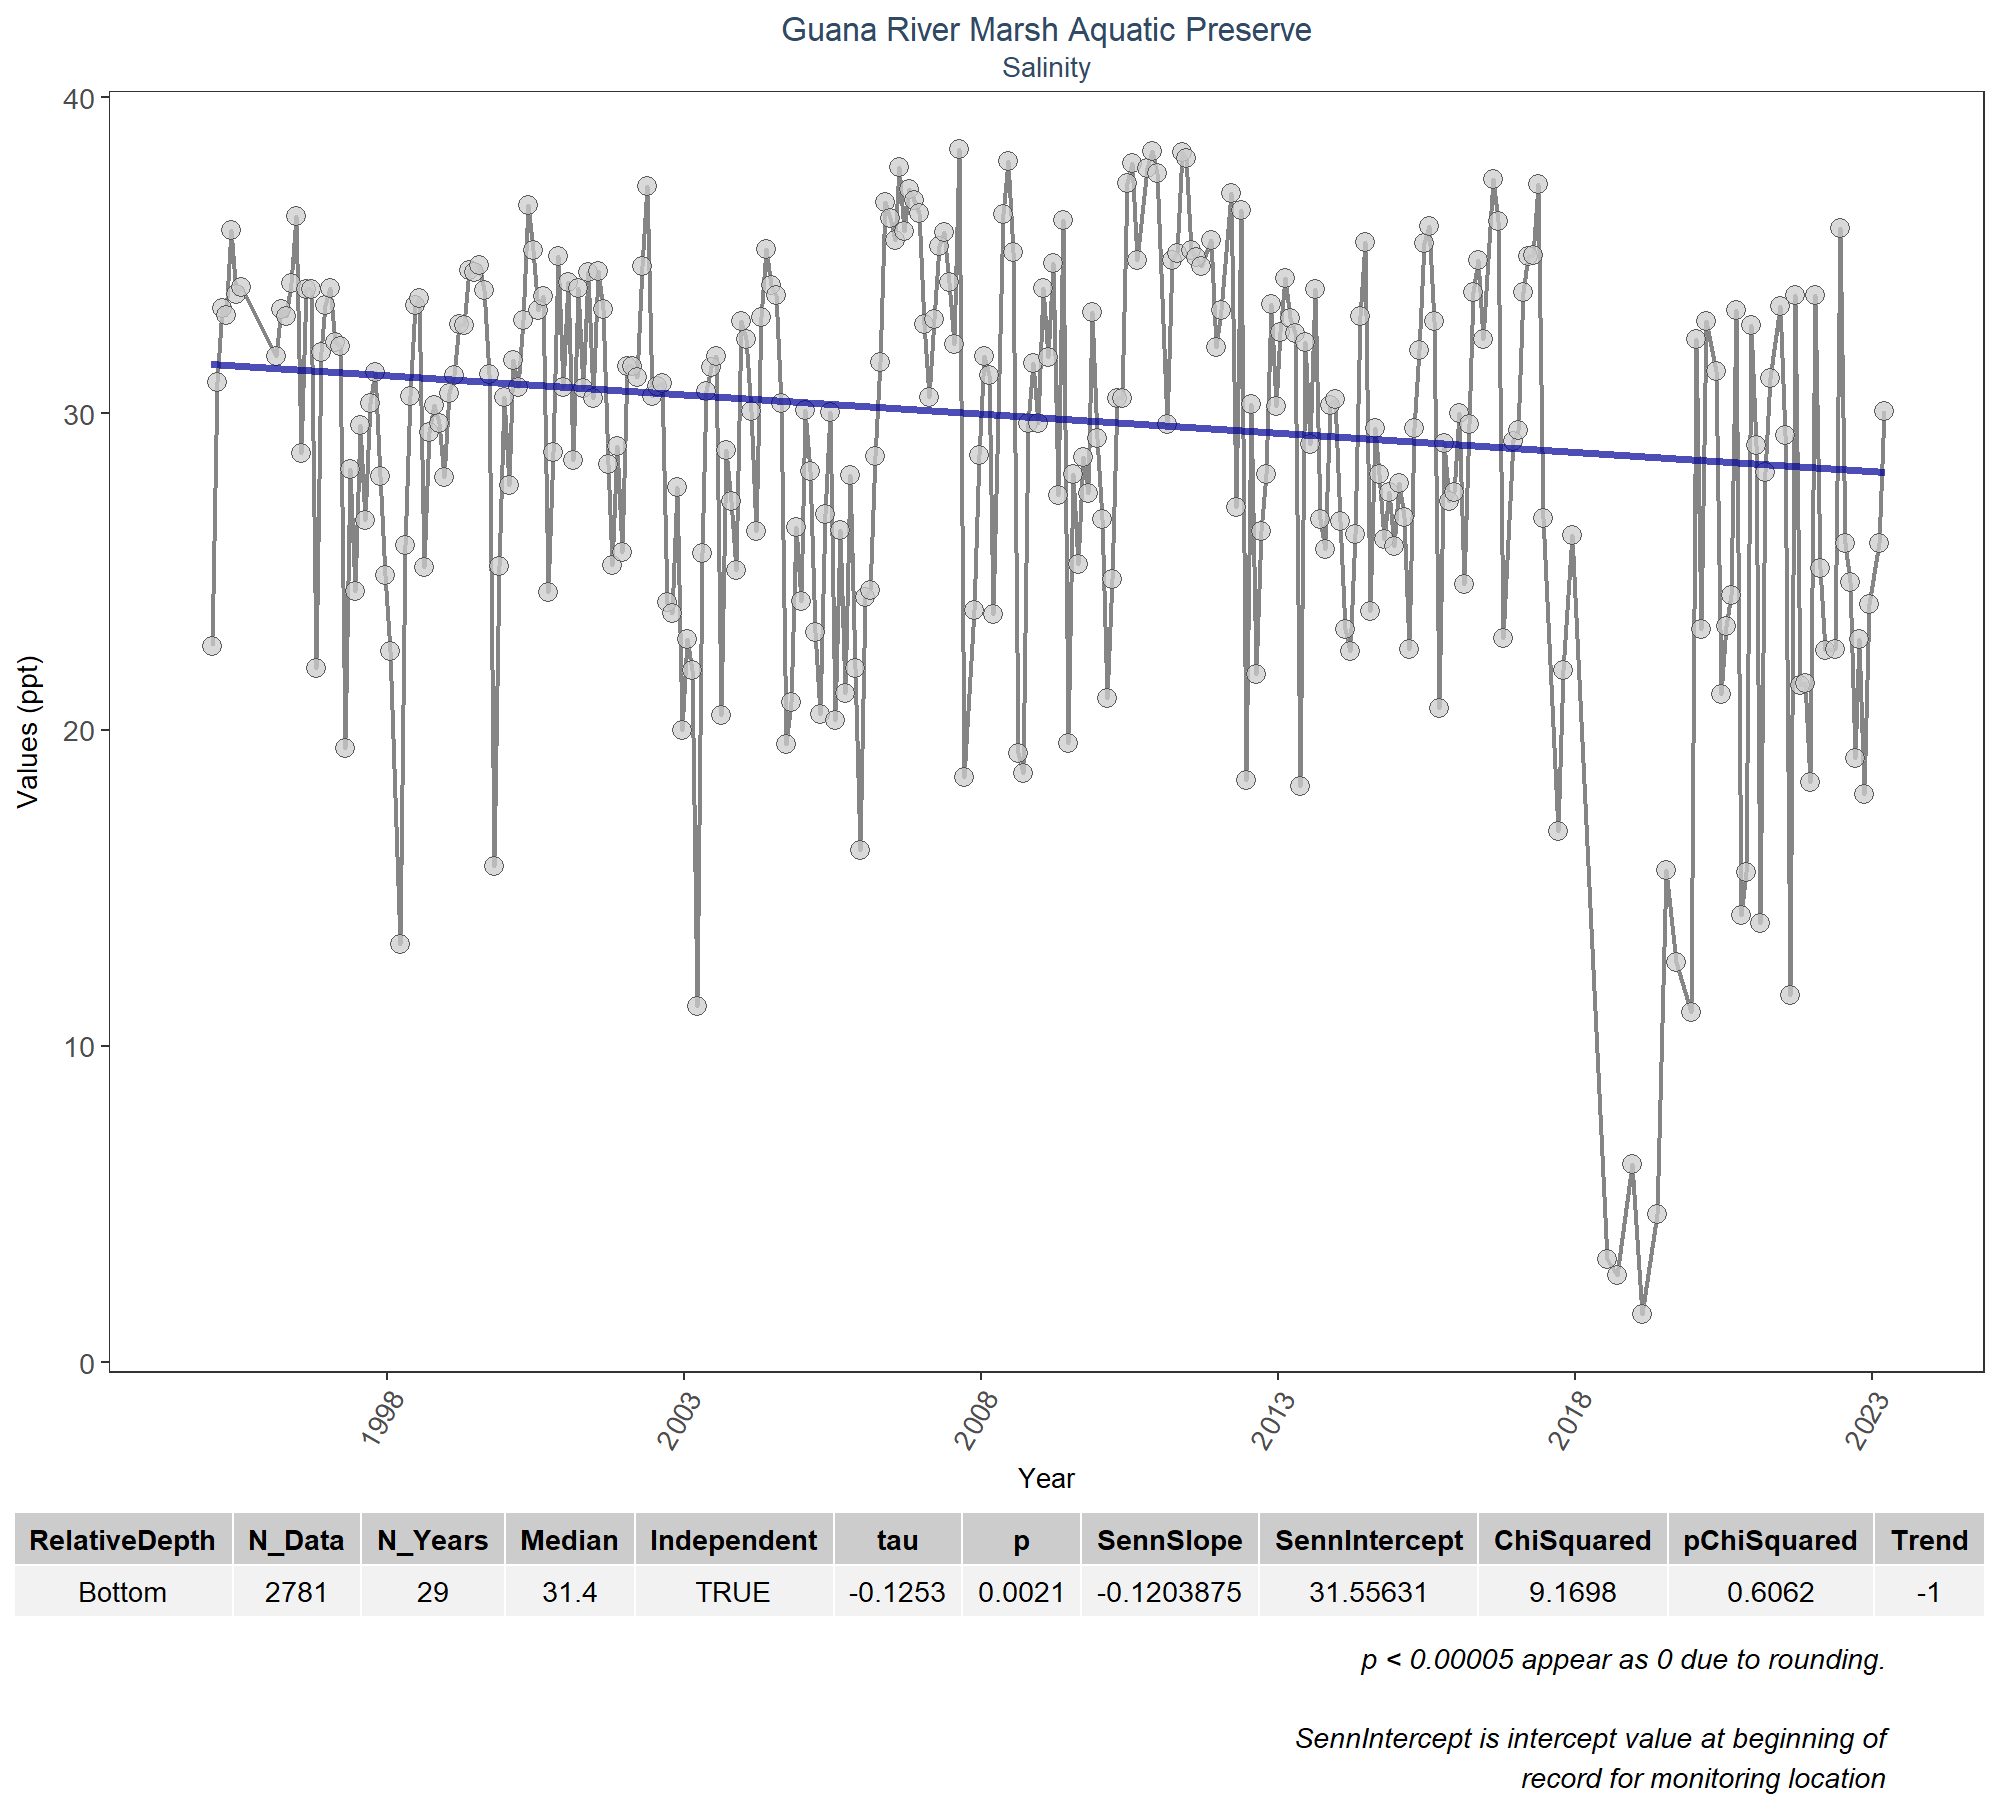 Guana River Marsh Aquatic Preserve
Salinity
40
30
20
10
0
Values (ppt)
1998 2003 2008 2013 2018 2023
Year
RelativeDepth N_Data N_Years Median Independent tau p SennSlope SennIntercept ChiSquared pChiSquared Trend
Bottom 2781 29 31.4 TRUE -0.1253 0.0021 -0.1203875 31.55631 9.1698 0.6062 -1
p < 0.00005 appear as 0 due to rounding.
SennIntercept is intercept value at beginning of
record for monitoring location